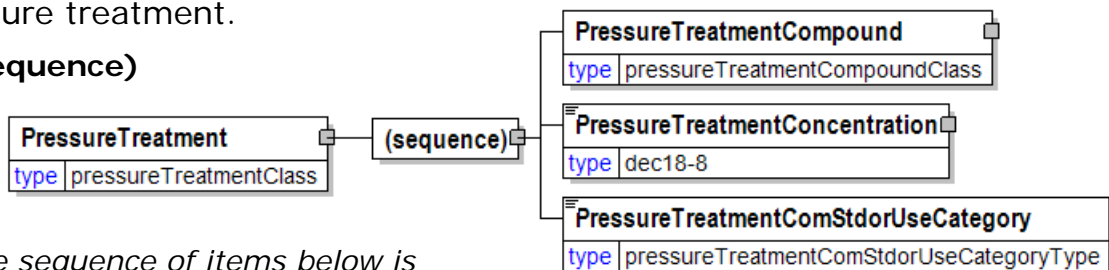 ure treatment.
equence)
PressureTreatment
type pressureTreatmentClass
(sequence)
PressureTreatmentCompound
type pressureTreatmentCompoundClass
PressureTreatmentConcentration
type dec18-8
PressureTreatmentComStdorUseCategory
type pressureTreatmentComStdorUseCategoryType
e sequence of items below is